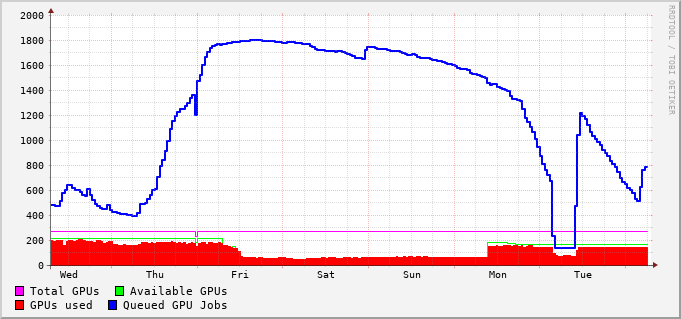 RRDTOOL / TOBI OETIKER
2000
1800
1600
1400
1200
1000
800
600
400
200
0
Wed Thu Fri Sat Sun Mon Tue
Total GPUs Available GPUs
GPUs used Queued GPU Jobs